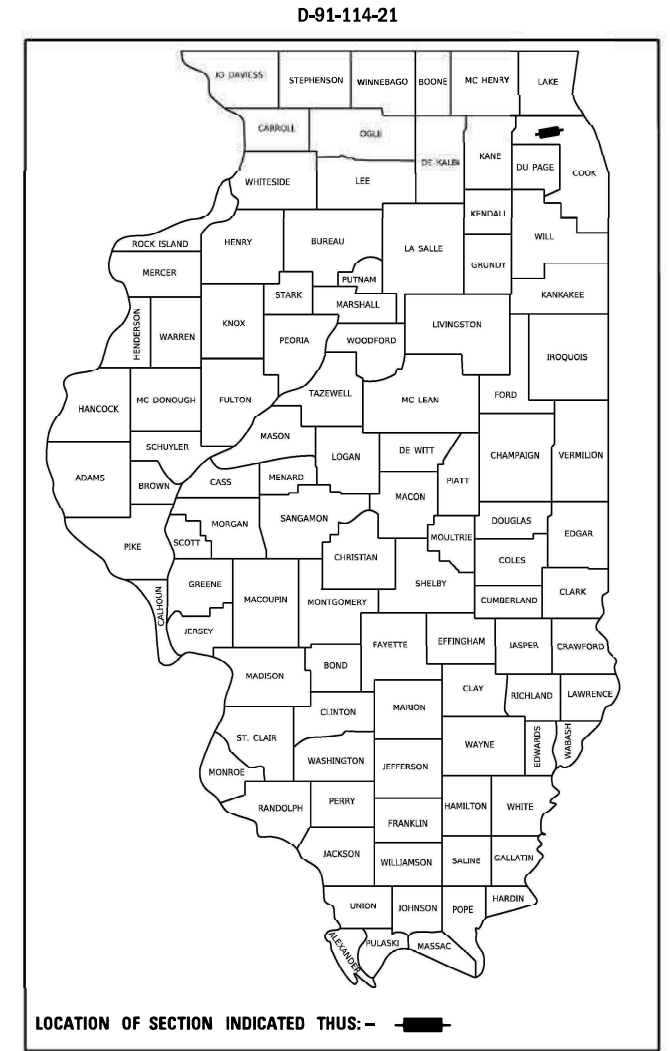 D-91-114-21
JO DAVIESS
STEPHENSON
WINNEBAGO
BOONE
MC HENRY
LAKE
CARROLL
OGLE
DE KALB
KANE
DU PAGE
COOK
WHITESIDE
LEE
KENDALL
ROCK ISLAND
HENRY
BUREAU
LA SALLE
WILL
MERCER
PUTNAM
GRUNDY
STARK
MARSHALL
KANKAKEE
HENDERSON
WARREN
KNOX
PEORIA
WOODFORD
LIVINGSTON
IROQUOIS
HANCOCK
MC DONOUGH
FULTON
TAZEWELL
MC LEAN
FORD
SCHUYLER
MASON
LOGAN
DE WITT
CHAMPAIGN
VERMILION
ADAMS
BROWN
CASS
MENARD
PIATT
MACON
PIKE
SCOTT
MORGAN
SANGAMON
MOULTRIE
DOUGLAS
EDGAR
CHRISTIAN
COLES
CALHOUN
GREENE
MACOUPIN
MONTGOMERY
SHELBY
CUMBERLAND
CLARK
JERSEY
FAYETTE
EFFINGHAM
JASPER
CRAWFORD
MADISON
BOND
CLAY
RICHLAND
LAWRENCE
CLINTON
MARION
ST. CLAIR
WAYNE
EDWARDS
WABASH
MONROE
WASHINGTON
JEFFERSON
RANDOLPH
PERRY
HAMILTON
WHITE
FRANKLIN
JACKSON
WILLIAMSON
SALINE
GALLATIN
UNION
JOHNSON
POPE
HARDIN
ALEXANDER
PULASKI
MASSAC
LOCATION OF SECTION INDICATED THUS: –